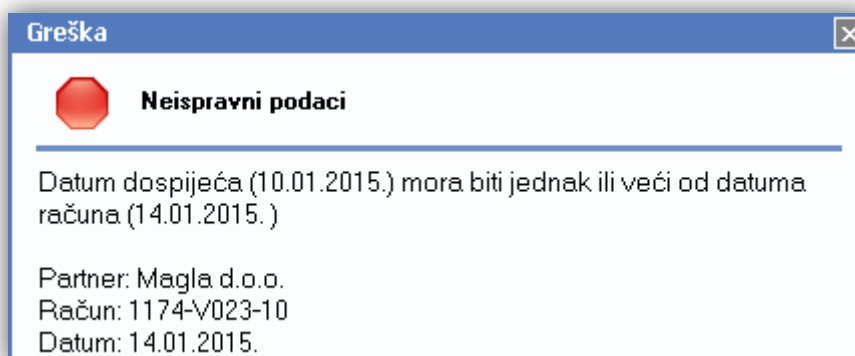 Greška
Neispravni podaci
Datum dospijeća (10.01.2015.) mora biti jednak ili veći od datuma
računa (14.01.2015. )
Partner: Magla d.o.o.
Račun: 1174-V023-10
Datum: 14.01.2015.